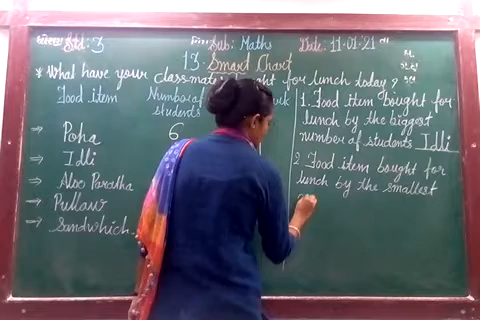 Std: 3 Sub: Maths Date: 11-01-21
13. Smart Chart
* What have your classmate for lunch today?
Food item Number of
students
→ Poha 6
→ Idli
→ Aloo Paratha
→ Pullaw
→ Sandwhich
1. Food item bought for
lunch by the biggest
number of students Idli
2 Food item bought for
lunch by the smallest